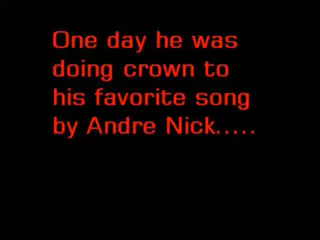 One day he was
doing crown to
his favorite song
by Andre Nick.....